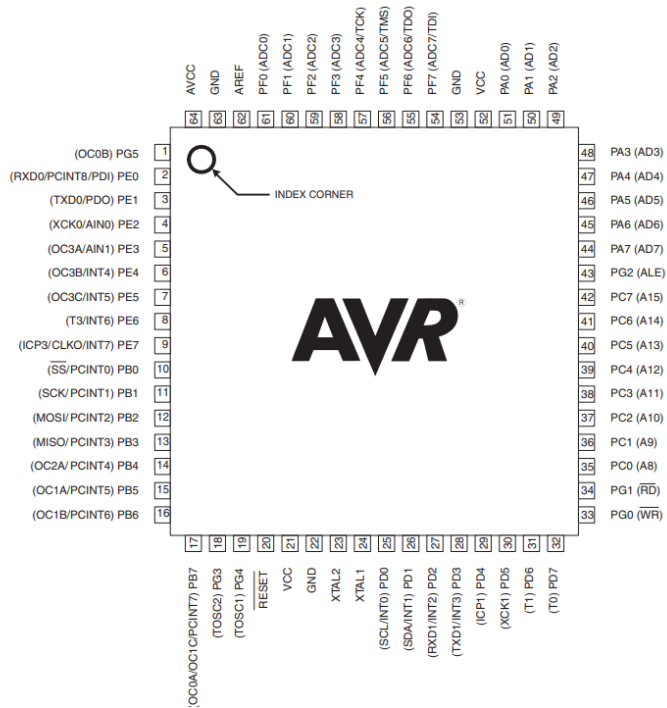 AVCC
GND
AREF
PF0 (ADC0)
PF1 (ADC1)
PF2 (ADC2)
PF3 (ADC3)
PF4 (ADC4/TCK)
PF5 (ADC5/TMS)
PF6 (ADC6/TDO)
PF7 (ADC7/TDI)
GND
VCC
PA0 (AD0)
PA1 (AD1)
PA2 (AD2)
64
63
62
61
60
59
58
57
56
55
54
53
52
51
50
49
(OC0B) PG5 1
(RXD0/PCINT8/PDI) PE0 2
(TXD0/PDO) PE1 3
(XCK0/AIN0) PE2 4
(OC3A/AIN1) PE3 5
(OC3B/INT4) PE4 6
(OC3C/INT5) PE5 7
(T3/INT6) PE6 8
(ICP3/CLKO/INT7) PE7 9
(SS/PCINT0) PB0 10
(SCK/PCINT1) PB1 11
(MOSI/PCINT2) PB2 12
(MISO/PCINT3) PB3 13
(OC2A/PCINT4) PB4 14
(OC1A/PCINT5) PB5 15
(OC1B/PCINT6) PB6 16
INDEX CORNER
AVR®
48 PA3 (AD3)
47 PA4 (AD4)
46 PA5 (AD5)
45 PA6 (AD6)
44 PA7 (AD7)
43 PG2 (ALE)
42 PC7 (A15)
41 PC6 (A14)
40 PC5 (A13)
39 PC4 (A12)
38 PC3 (A11)
37 PC2 (A10)
36 PC1 (A9)
35 PC0 (A8)
34 PG1 (RD)
33 PG0 (WR)
17
18
19
20
21
22
23
24
25
26
27
28
29
30
31
32
(OC0A/OC1C/PCINT7) PB7
(TOSC2) PG3
(TOSC1) PG4
RESET
VCC
GND
XTAL2
XTAL1
(SCL/INT0) PD0
(SDA/INT1) PD1
(RXD1/INT2) PD2
(TXD1/INT3) PD3
(ICP1) PD4
(XCK1) PD5
(T1) PD6
(T0) PD7